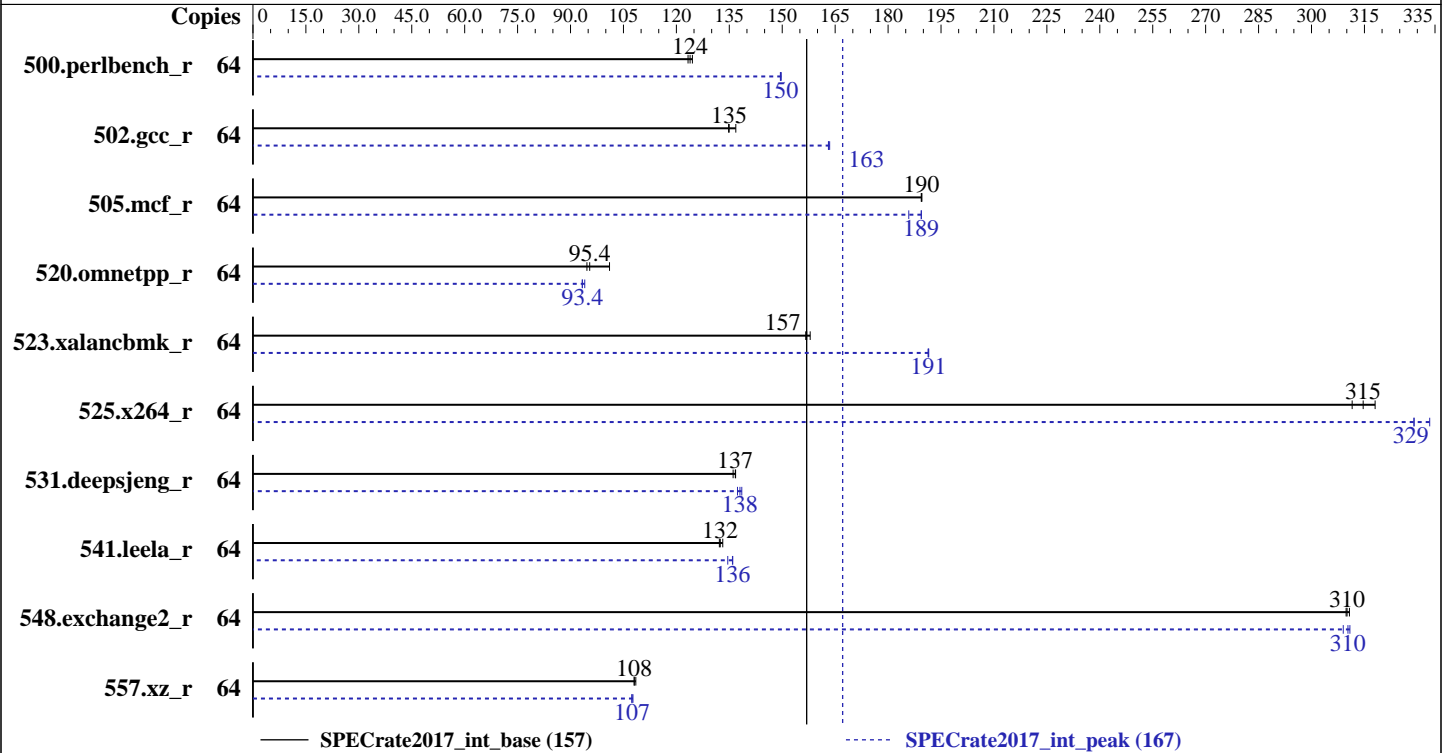 Copies 0 15.0 30.0 45.0 60.0 75.0 90.0 105 120 135 150 165 180 195 210 225 240 255 270 285 300 315 335
124
500.perlbench_r 64
150
135
502.gcc_r 64
163
190
505.mcf_r 64
189
95.4
520.omnetpp_r 64
93.4
157
523.xalancbmk_r 64
191
315
525.x264_r 64
329
137
531.deepsjeng_r 64
138
132
541.leela_r 64
136
310
548.exchange2_r 64
310
108
557.xz_r 64
107
SPECrate2017_int_base (157) SPECrate2017_int_peak (167)